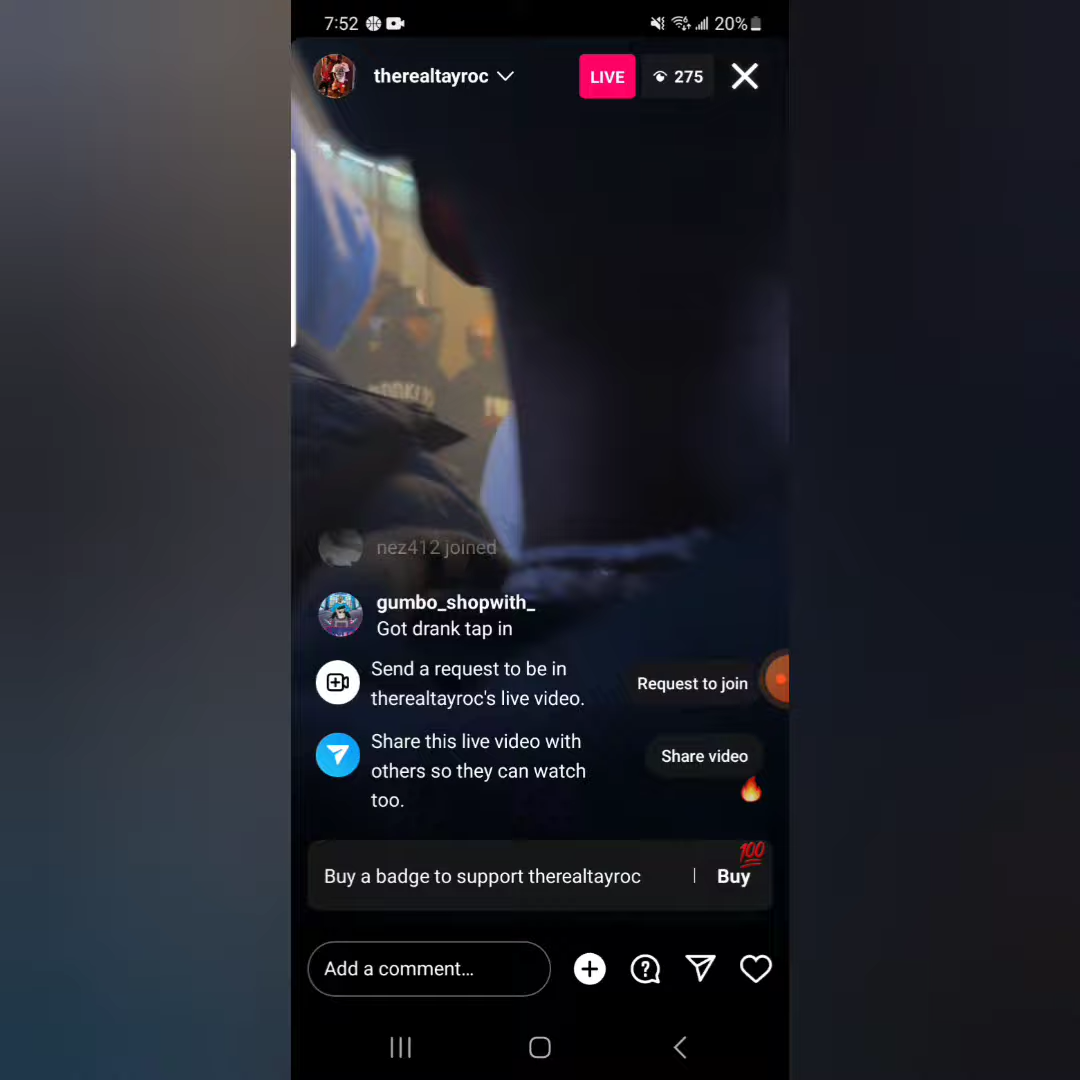 7:52
20%
therealtayroc
LIVE
275
nez412 joined
gumbo_shopwith_
Got drank tap in
Send a request to be in
therealtayroc's live video.
Request to join
Share this live video with
others so they can watch
too.
Share video
100
Buy a badge to support therealtayroc
Buy
Add a comment...